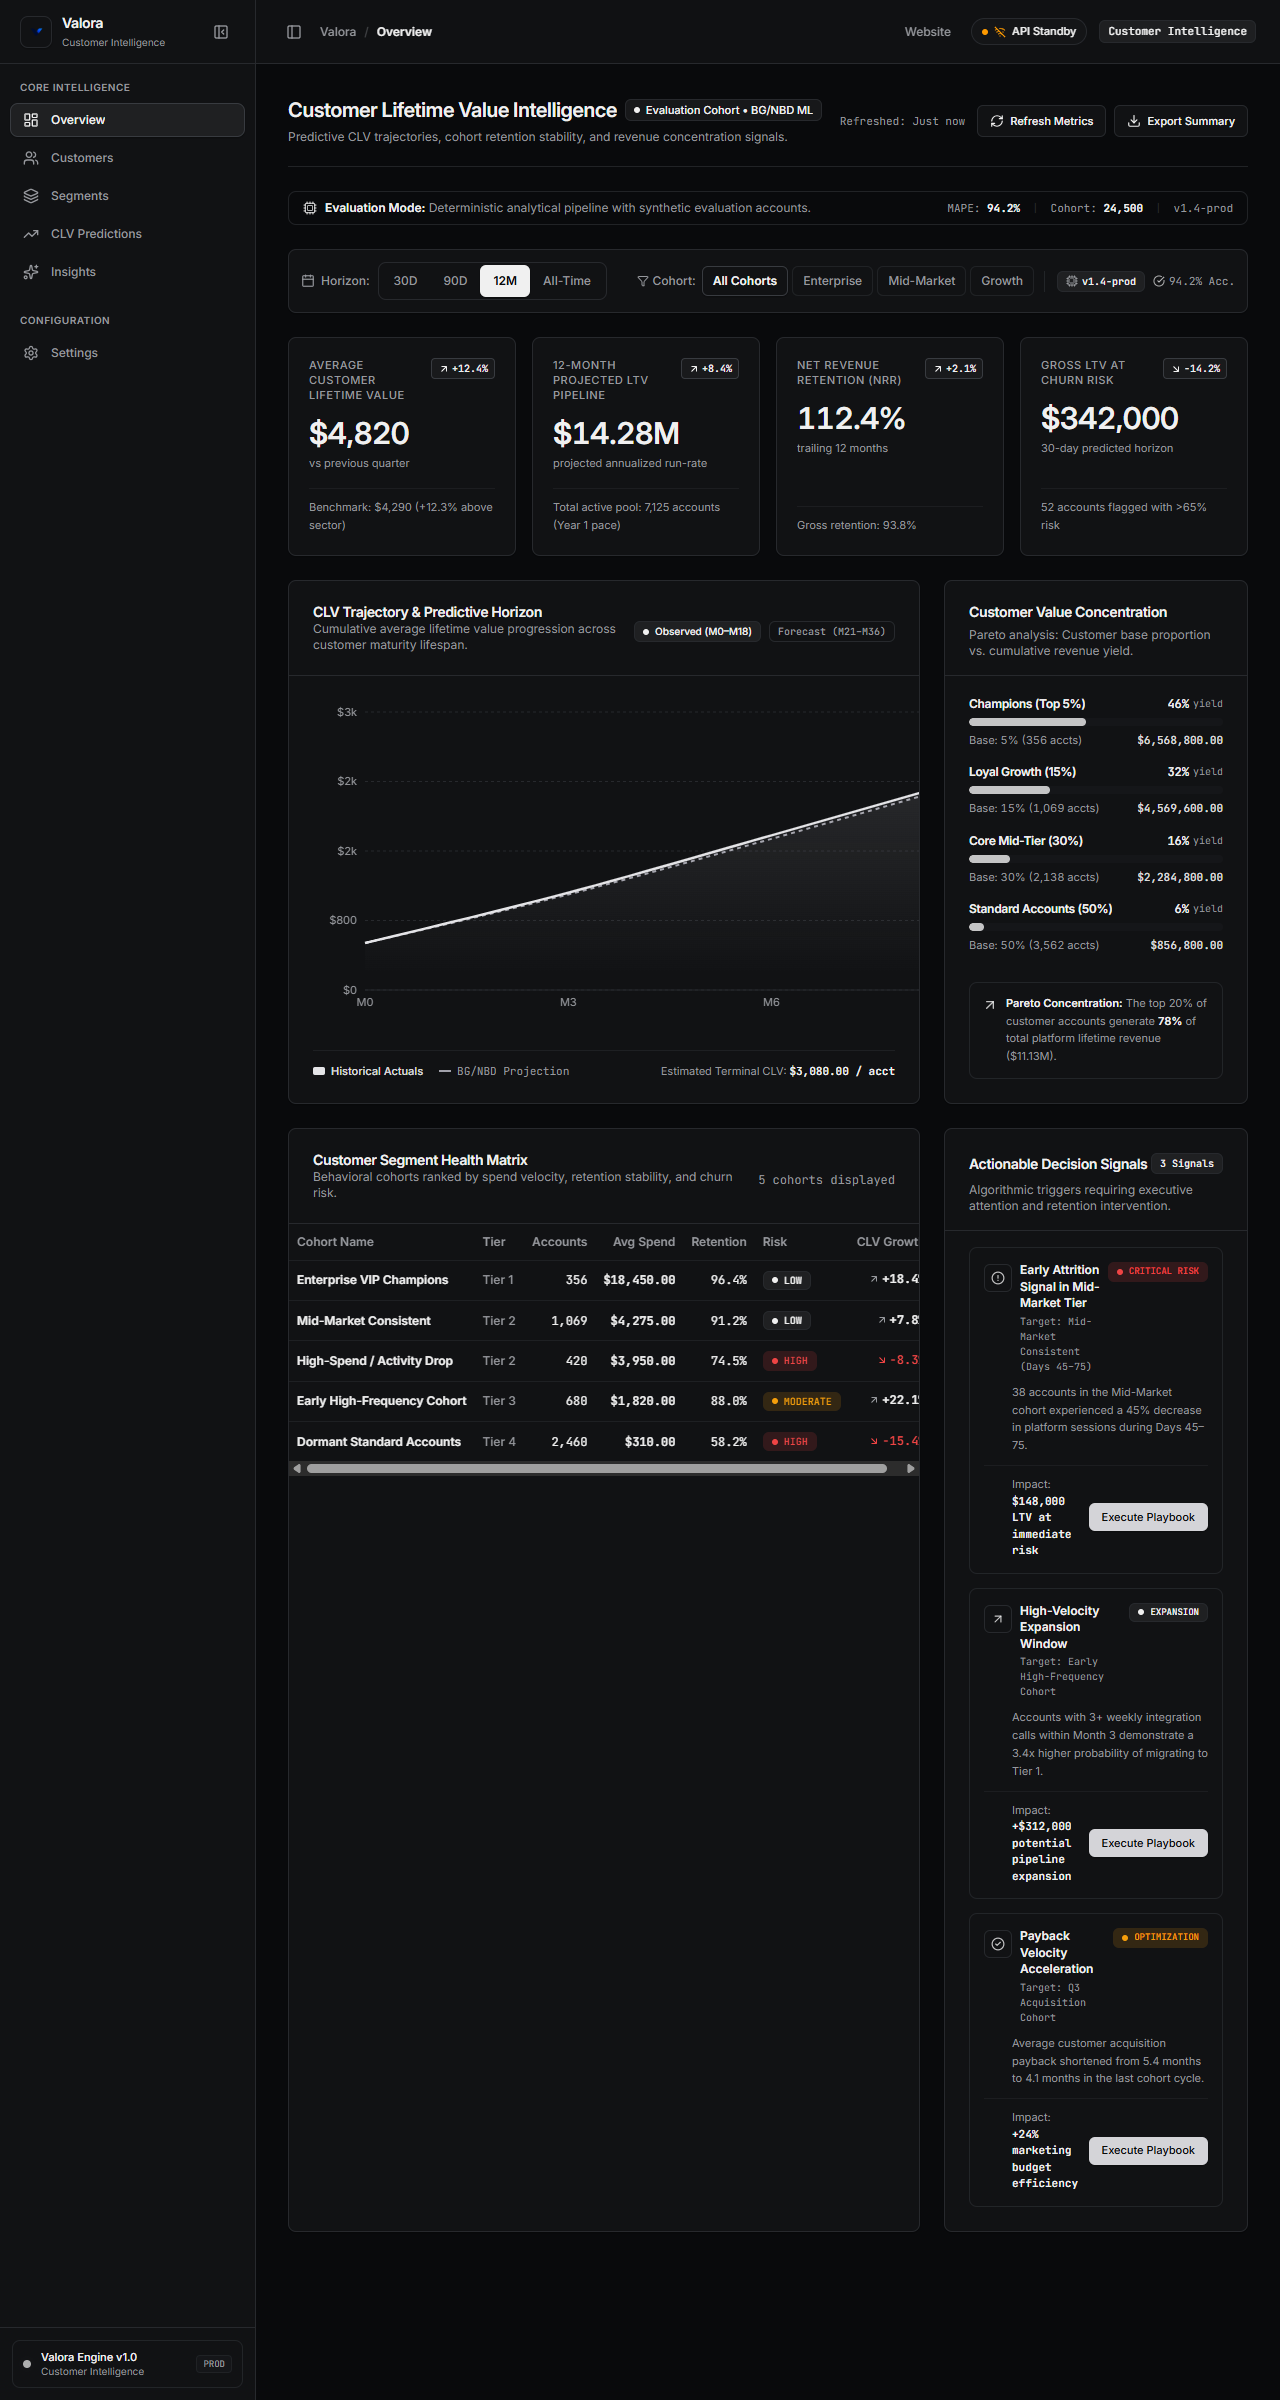 Valora
Customer Intelligence
CORE INTELLIGENCE
Overview
Customers
Segments
CLV Predictions
Insights
CONFIGURATION
Settings
Valora Engine v1.0
Customer Intelligence
PROD
Valora / Overview
Website
API Standby
Customer Intelligence
Customer Lifetime Value Intelligence
Evaluation Cohort • BG/NBD ML
Predictive CLV trajectories, cohort retention stability, and revenue concentration signals.
Refreshed: Just now
Refresh Metrics
Export Summary
Evaluation Mode: Deterministic analytical pipeline with synthetic evaluation accounts.
MAPE: 94.2%
Cohort: 24,500
v1.4-prod
Horizon:
30D
90D
12M
All-Time
Cohort:
All Cohorts
Enterprise
Mid-Market
Growth
v1.4-prod
94.2% Acc.
AVERAGE
CUSTOMER
LIFETIME VALUE
+12.4%
$4,820
vs previous quarter
Benchmark: $4,290 (+12.3% above
sector)
12-MONTH
PROJECTED LTV
PIPELINE
+8.4%
$14.28M
projected annualized run-rate
Total active pool: 7,125 accounts
(Year 1 pace)
NET REVENUE
RETENTION (NRR)
+2.1%
112.4%
trailing 12 months
Gross retention: 93.8%
GROSS LTV AT
CHURN RISK
-14.2%
$342,000
30-day predicted horizon
52 accounts flagged with >65%
risk
CLV Trajectory & Predictive Horizon
Cumulative average lifetime value progression across
customer maturity lifespan.
Observed (M0–M18)
Forecast (M21–M36)
$3k
$2k
$2k
$800
$0
M0
M3
M6
Historical Actuals
BG/NBD Projection
Estimated Terminal CLV: $3,080.00 / acct
Customer Value Concentration
Pareto analysis: Customer base proportion
vs. cumulative revenue yield.
Champions (Top 5%)
46% yield
Base: 5% (356 accts)
$6,568,800.00
Loyal Growth (15%)
32% yield
Base: 15% (1,069 accts)
$4,569,600.00
Core Mid-Tier (30%)
16% yield
Base: 30% (2,138 accts)
$2,284,800.00
Standard Accounts (50%)
6% yield
Base: 50% (3,562 accts)
$856,800.00
Pareto Concentration: The top 20% of
customer accounts generate 78% of
total platform lifetime revenue
($11.13M).
Customer Segment Health Matrix
Behavioral cohorts ranked by spend velocity, retention stability, and churn
risk.
5 cohorts displayed
Cohort Name Tier Accounts Avg Spend Retention Risk CLV Growt
Enterprise VIP Champions Tier 1 356 $18,450.00 96.4% LOW +18.4
Mid-Market Consistent Tier 2 1,069 $4,275.00 91.2% LOW +7.8
High-Spend / Activity Drop Tier 2 420 $3,950.00 74.5% HIGH -8.3
Early High-Frequency Cohort Tier 3 680 $1,820.00 88.0% MODERATE +22.1
Dormant Standard Accounts Tier 4 2,460 $310.00 58.2% HIGH -15.4
Actionable Decision Signals
3 Signals
Algorithmic triggers requiring executive
attention and retention intervention.
Early Attrition
Signal in Mid-
Market Tier
CRITICAL RISK
Target: Mid-
Market
Consistent
(Days 45–75)
38 accounts in the Mid-Market
cohort experienced a 45% decrease
in platform sessions during Days 45–
75.
Impact:
$148,000
LTV at
immediate
risk
Execute Playbook
High-Velocity
Expansion
Window
EXPANSION
Target: Early
High-Frequency
Cohort
Accounts with 3+ weekly integration
calls within Month 3 demonstrate a
3.4x higher probability of migrating to
Tier 1.
Impact:
+$312,000
potential
pipeline
expansion
Execute Playbook
Payback
Velocity
Acceleration
OPTIMIZATION
Target: Q3
Acquisition
Cohort
Average customer acquisition
payback shortened from 5.4 months
to 4.1 months in the last cohort cycle.
Impact:
+24%
marketing
budget
efficiency
Execute Playbook